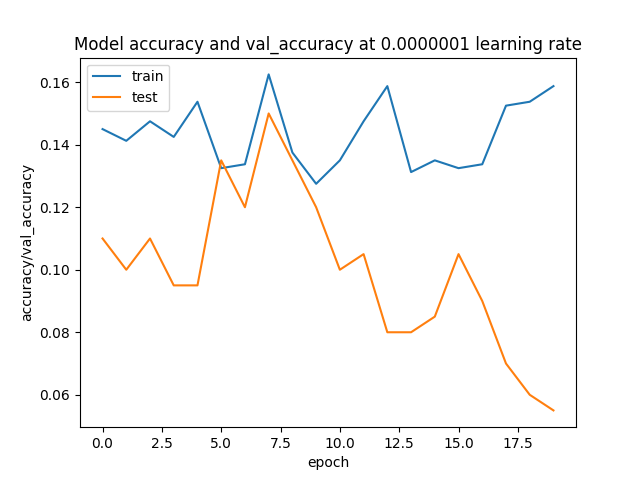 Model accuracy and val_accuracy at 0.0000001 learning rate
train
test
accuracy/val_accuracy
0.16
0.14
0.12
0.10
0.08
0.06
0.0 2.5 5.0 7.5 10.0 12.5 15.0 17.5
epoch